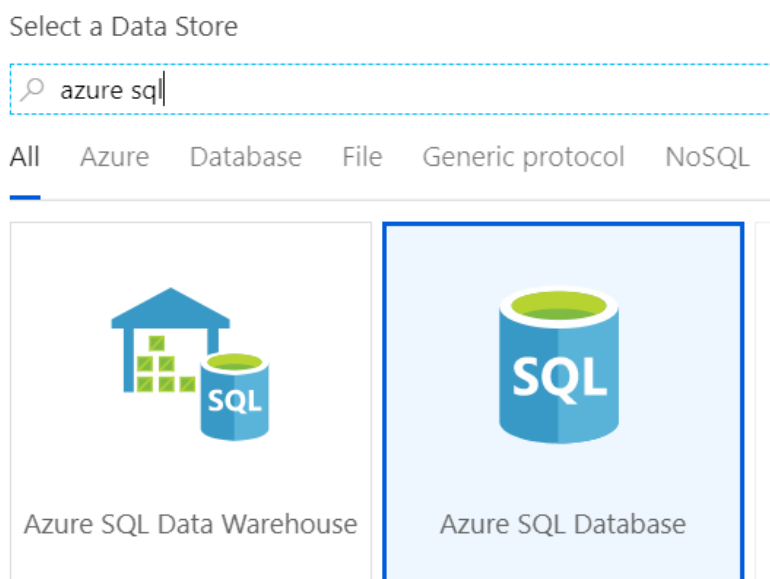 Select a Data Store
azure sql
All Azure Database File Generic protocol NoSQL
SQL
SQL
Azure SQL Data Warehouse
Azure SQL Database